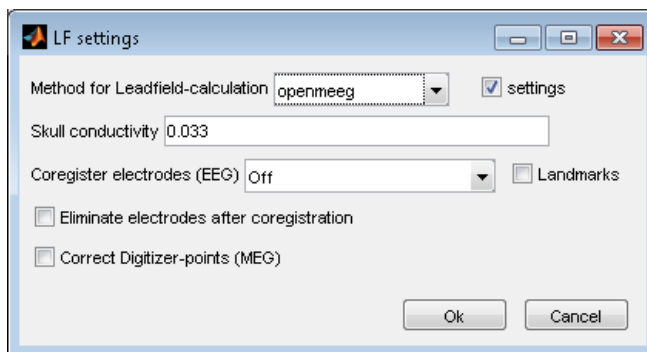 LF settings
Method for Leadfield-calculation openmeeg settings
Skull conductivity 0.033
Coregister electrodes (EEG) Off Landmarks
Eliminate electrodes after coregistration
Correct Digitizer-points (MEG)
Ok Cancel